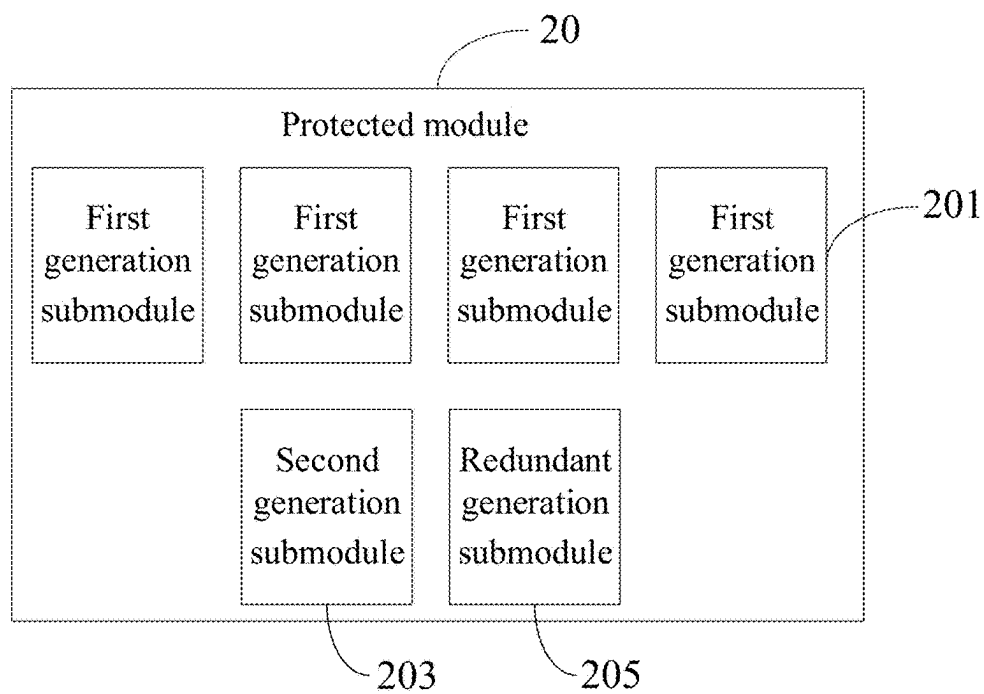 20
Protected module
First
generation
submodule
First
generation
submodule
First
generation
submodule
First
generation
submodule
201
Second
generation
submodule
Redundant
generation
submodule
203
205